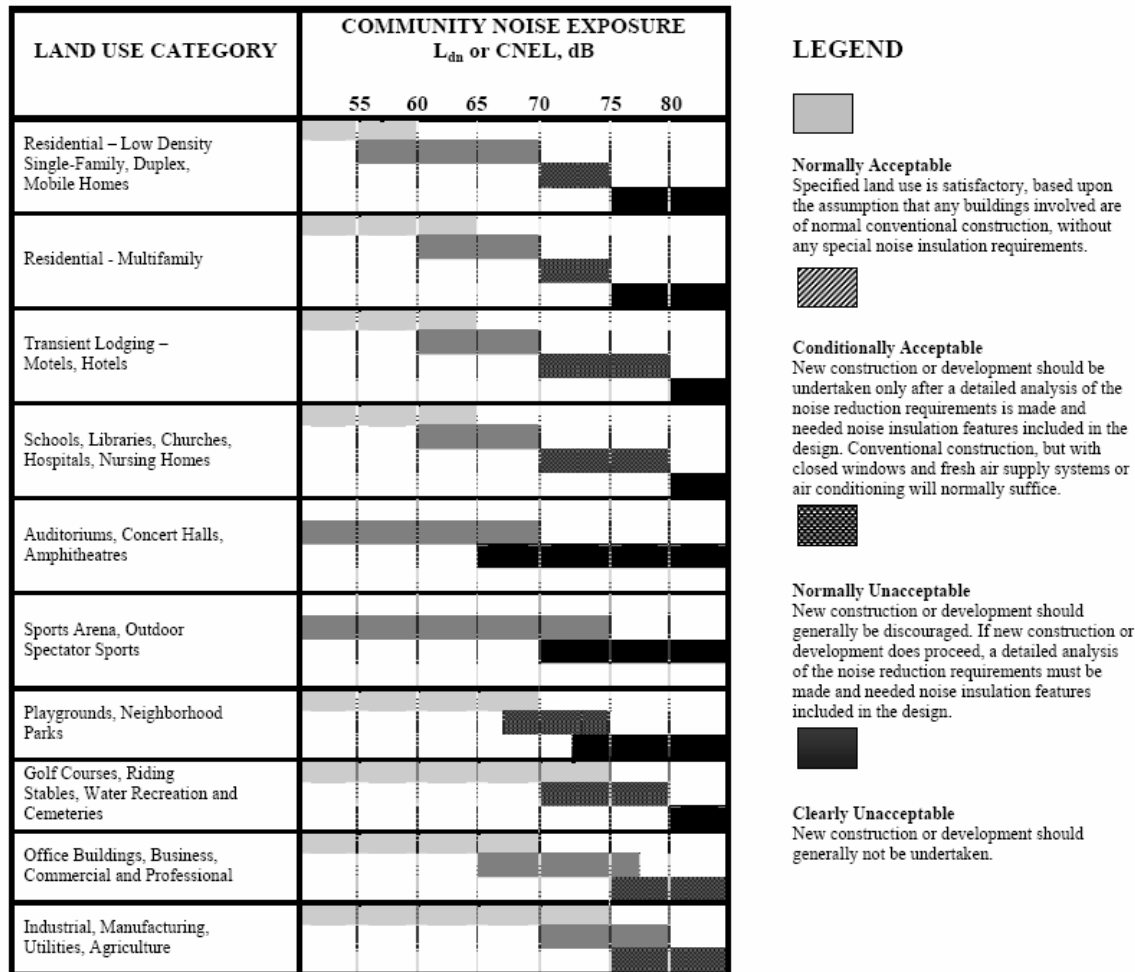 LAND USE CATEGORY
COMMUNITY NOISE EXPOSURE
Ldn or CNEL, dB
55 60 65 70 75 80
Residential – Low Density
Single-Family, Duplex,
Mobile Homes
Residential - Multifamily
Transient Lodging –
Motels, Hotels
Schools, Libraries, Churches,
Hospitals, Nursing Homes
Auditoriums, Concert Halls,
Amphitheatres
Sports Arena, Outdoor
Spectator Sports
Playgrounds, Neighborhood
Parks
Golf Courses, Riding
Stables, Water Recreation and
Cemeteries
Office Buildings, Business,
Commercial and Professional
Industrial, Manufacturing,
Utilities, Agriculture
LEGEND
Normally Acceptable
Specified land use is satisfactory, based upon
the assumption that any buildings involved are
of normal conventional construction, without
any special noise insulation requirements.
Conditionally Acceptable
New construction or development should be
undertaken only after a detailed analysis of the
noise reduction requirements is made and
needed noise insulation features included in the
design. Conventional construction, but with
closed windows and fresh air supply systems or
air conditioning will normally suffice.
Normally Unacceptable
New construction or development should
generally be discouraged. If new construction or
development does proceed, a detailed analysis
of the noise reduction requirements must be
made and needed noise insulation features
included in the design.
Clearly Unacceptable
New construction or development should
generally not be undertaken.